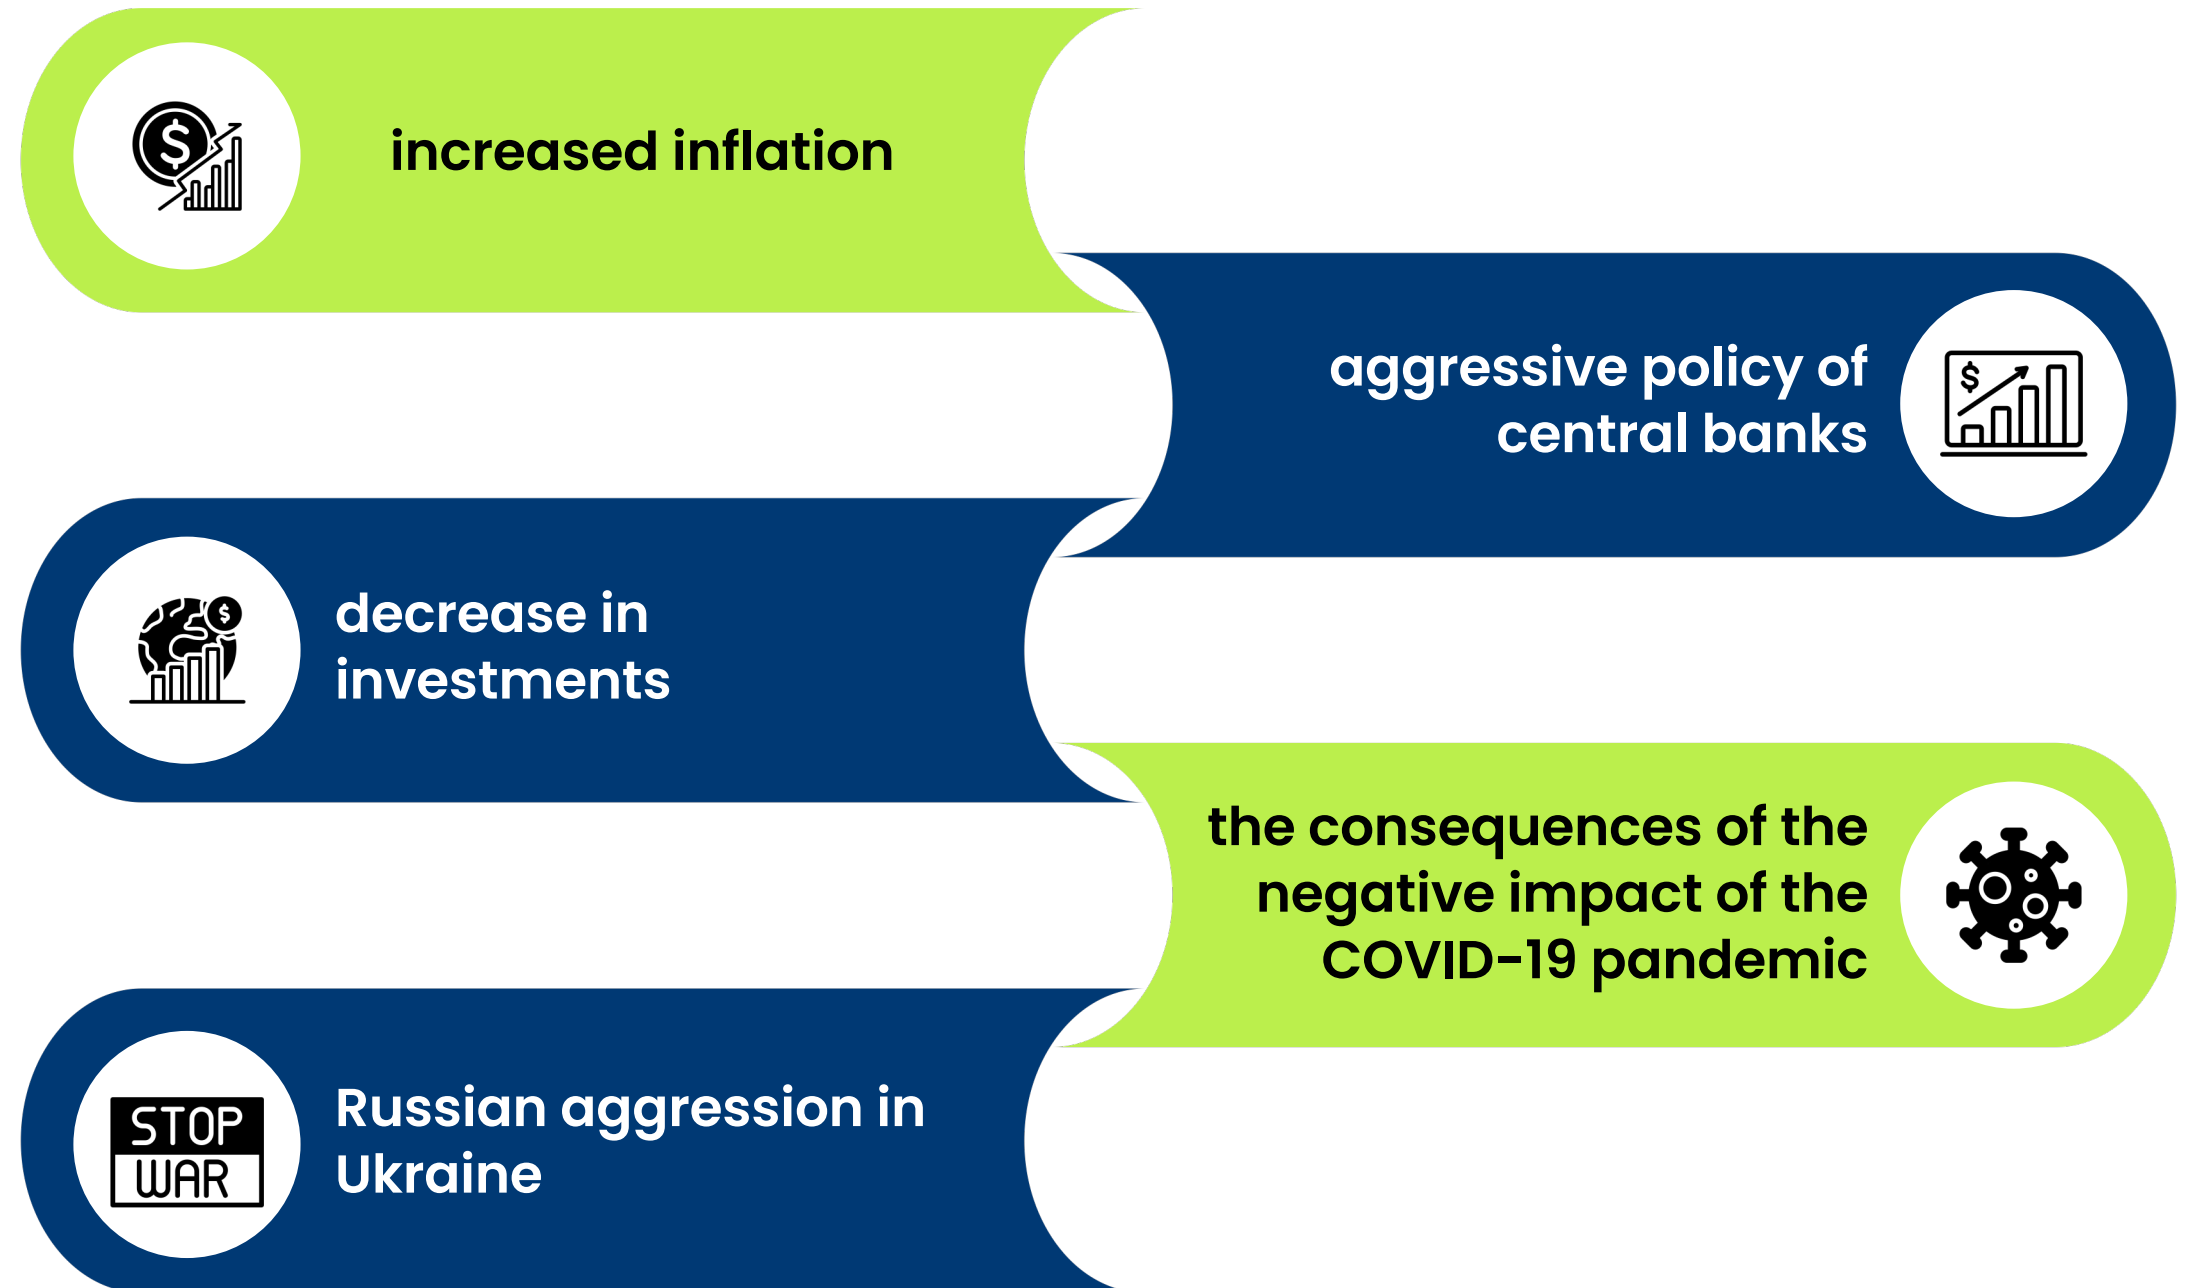 increased inflation
aggressive policy of
central banks
decrease in
investments
the consequences of the
negative impact of the
COVID-19 pandemic
STOP
WAR
Russian aggression in
Ukraine
$
$
$